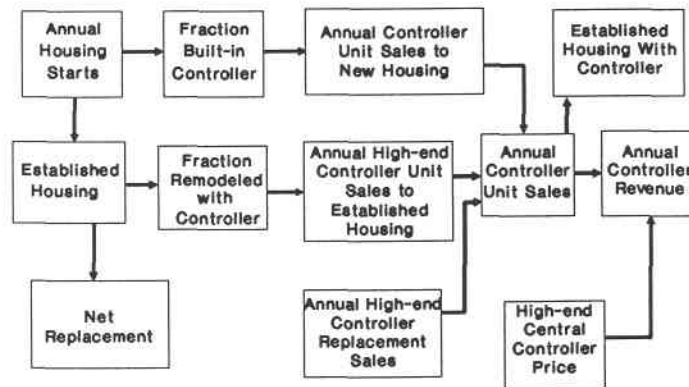 Annual
Housing
Starts
Fraction
Built-in
Controller
Annual Controller
Unit Sales to
New Housing
Established
Housing With
Controller
Established
Housing
Fraction
Remodeled
with
Controller
Annual High-end
Controller Unit
Sales to
Established
Housing
Annual
Controller
Unit Sales
Annual
Controller
Revenue
Net
Replacement
Annual High-end
Controller
Replacement
Sales
High-end
Central
Controller
Price